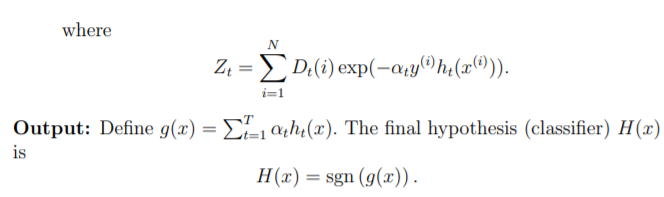 where
Z_t = \sum_{i=1}^{N} D_t(i) \exp(-\alpha_t y^{(i)} h_t(x^{(i)})).
Output: Define g(x) = \sum_{t=1}^{T} \alpha_t h_t(x). The final hypothesis (classifier) H(x)
is
H(x) = sgn (g(x)) .